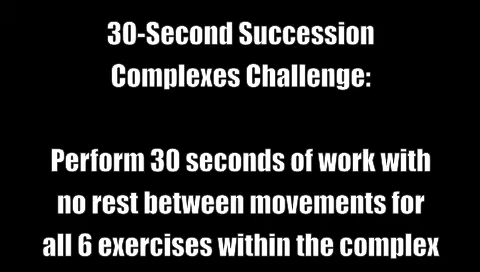 30-Second Succession
Complexes Challenge:
Perform 30 seconds of work with
no rest between movements for
all 6 exercises within the complex